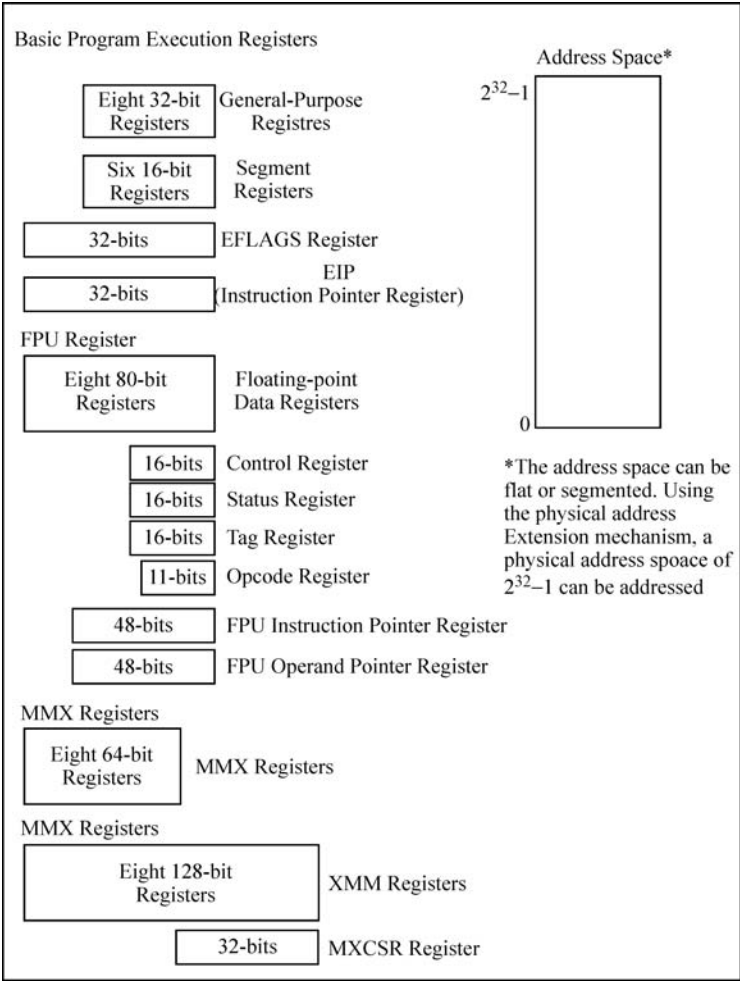 Basic Program Execution Registers
Address Space*
2³²−1
Eight 32-bit
Registers
General-Purpose
Registres
Six 16-bit
Registers
Segment
Registers
32-bits
EFLAGS Register
32-bits
EIP
(Instruction Pointer Register)
FPU Register
Eight 80-bit
Registers
Floating-point
Data Registers
0
16-bits
Control Register
16-bits
Status Register
16-bits
Tag Register
11-bits
Opcode Register
48-bits
FPU Instruction Pointer Register
48-bits
FPU Operand Pointer Register
*The address space can be
flat or segmented. Using
the physical address
Extension mechanism, a
physical address spoace of
2³²−1 can be addressed
MMX Registers
Eight 64-bit
Registers
MMX Registers
MMX Registers
Eight 128-bit
Registers
XMM Registers
32-bits
MXCSR Register